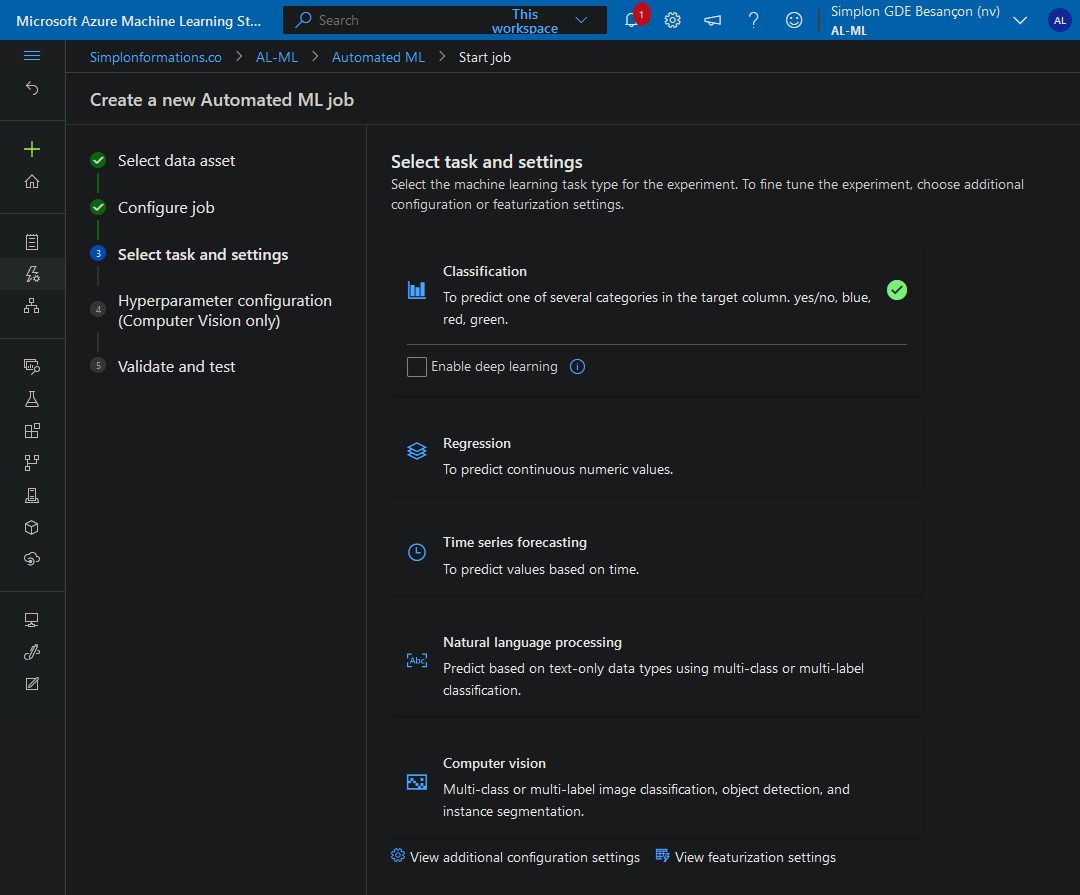 Microsoft Azure Machine Learning St...
Search
This workspace
1
Simplon GDE Besançon (nv)
AL-ML
AL
Simplonformations.co > AL-ML > Automated ML > Start job
Create a new Automated ML job
Select data asset
Configure job
3 Select task and settings
4 Hyperparameter configuration
(Computer Vision only)
5 Validate and test
Select task and settings
Select the machine learning task type for the experiment. To fine tune the experiment, choose additional
configuration or featurization settings.
Classification
To predict one of several categories in the target column. yes/no, blue,
red, green.
Enable deep learning
Regression
To predict continuous numeric values.
Time series forecasting
To predict values based on time.
Abc
Natural language processing
Predict based on text-only data types using multi-class or multi-label
classification.
Computer vision
Multi-class or multi-label image classification, object detection, and
instance segmentation.
View additional configuration settings
View featurization settings